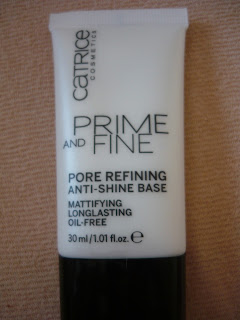 CATRICE
COSMETICS
PRIME
AND FINE
PORE REFINING
ANTI-SHINE BASE
MATTIFYING
LONGLASTING
OIL-FREE
30 ml/1.01 fl.oz. ℮